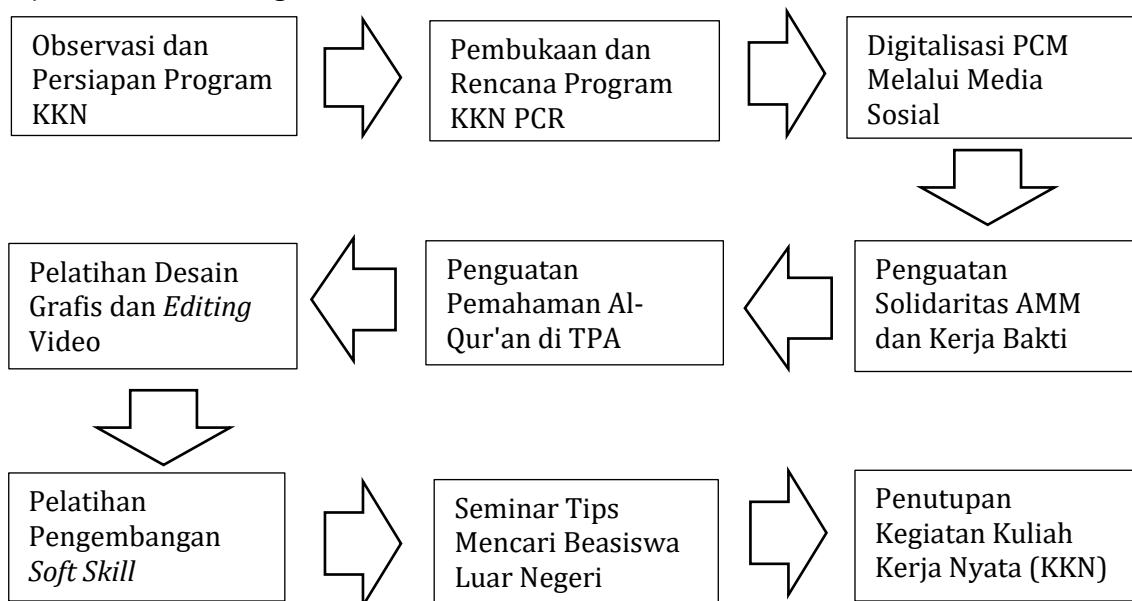 Observasi dan
Persiapan Program
KKN
Pembukaan dan
Rencana Program
KKN PCR
Digitalisasi PCM
Melalui Media
Sosial
Penguatan
Solidaritas AMM
dan Kerja Bakti
Penguatan
Pemahaman Al-
Qur'an di TPA
Pelatihan Desain
Grafis dan Editing
Video
Pelatihan
Pengembangan
Soft Skill
Seminar Tips
Mencari Beasiswa
Luar Negeri
Penutupan
Kegiatan Kuliah
Kerja Nyata (KKN)